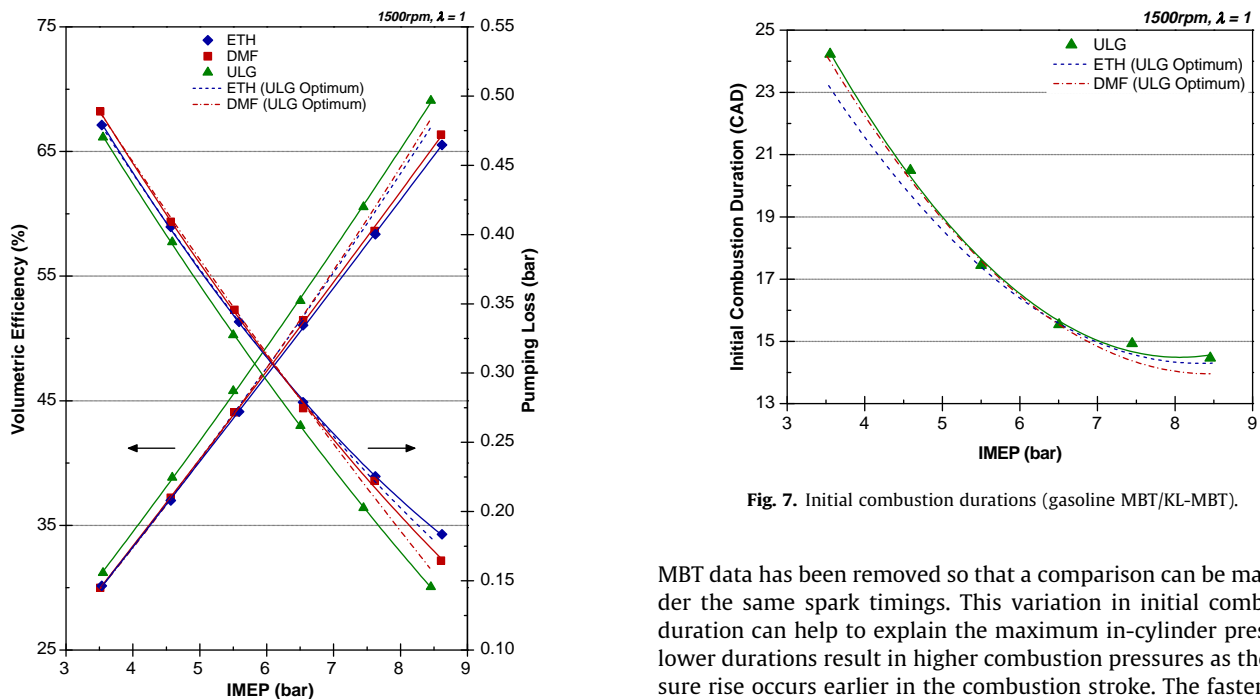 1500rpm, λ = 1
75
65
55
45
35
25
Volumetric Efficiency (%)
ETH
DMF
ULG
ETH (ULG Optimum)
DMF (ULG Optimum)
0.55
0.50
0.45
0.40
0.35
0.30
0.25
0.20
0.15
0.10
Pumping Loss (bar)
3 4 5 6 7 8 9
IMEP (bar)
1500rpm, λ = 1
25
23
21
19
17
15
13
Initial Combustion Duration (CAD)
ULG
ETH (ULG Optimum)
DMF (ULG Optimum)
3 4 5 6 7 8 9
IMEP (bar)
Fig. 7. Initial combustion durations (gasoline MBT/KL-MBT).
MBT data has been removed so that a comparison can be ma
der the same spark timings. This variation in initial comb
duration can help to explain the maximum in-cylinder pres
lower durations result in higher combustion pressures as the
sure rise occurs earlier in the combustion stroke. The faster